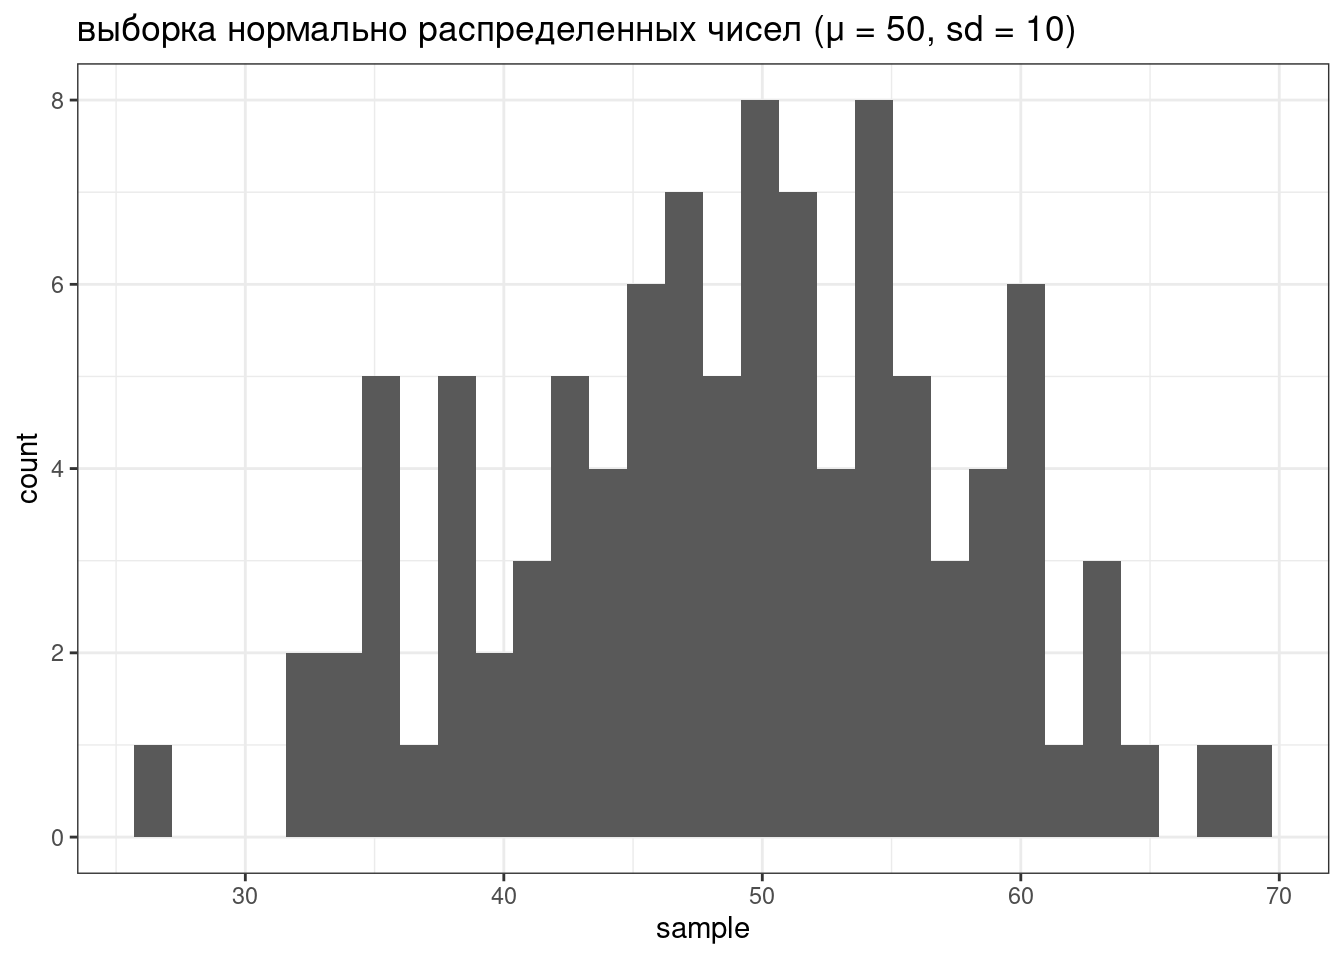 выборка нормально распределенных чисел (μ = 50, sd = 10)
8
6
4
2
0
count
30 40 50 60 70
sample